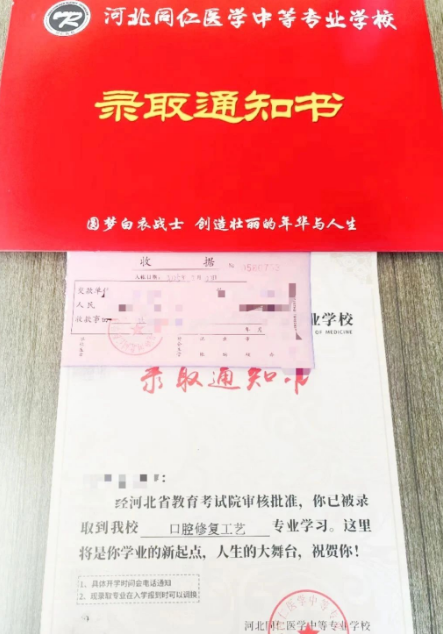 河北同仁医学中等专业学校
录取通知书
圆梦白衣战士 创造壮丽的年华与人生
收 据
交款单
人民
收款事
业学校
OF MEDICINE
录取通知书
经河北省教育考试院审核批准，你已被录
取到我校 口腔修复工艺 专业学习。这里
将是你学业的新起点，人生的大舞台，祝贺你！
1、具体开学时间会电话通知
2、现录取专业在入学报到时可以调换
河北同仁医学中等专业学校